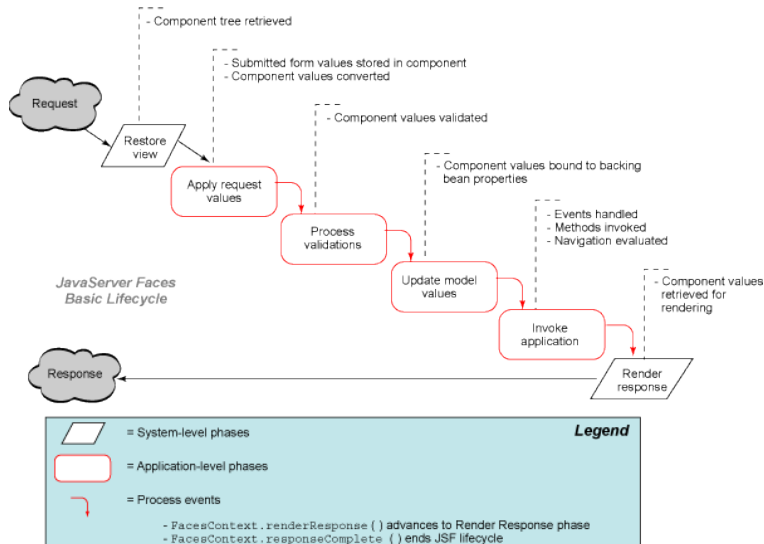 - Component tree retrieved
- Submitted form values stored in component
- Component values converted
Request
- Component values validated
Restore
view
- Component values bound to backing
bean properties
Apply request
values
- Events handled
- Methods invoked
- Navigation evaluated
Process
validations
JavaServer Faces
Basic Lifecycle
Update model
values
- Component values
retrieved for
rendering
Invoke
application
Response
Render
response
Legend
= System-level phases
= Application-level phases
= Process events
- FacesContext.renderResponse ( ) advances to Render Response phase
- FacesContext.responseComplete ( ) ends JSF lifecycle